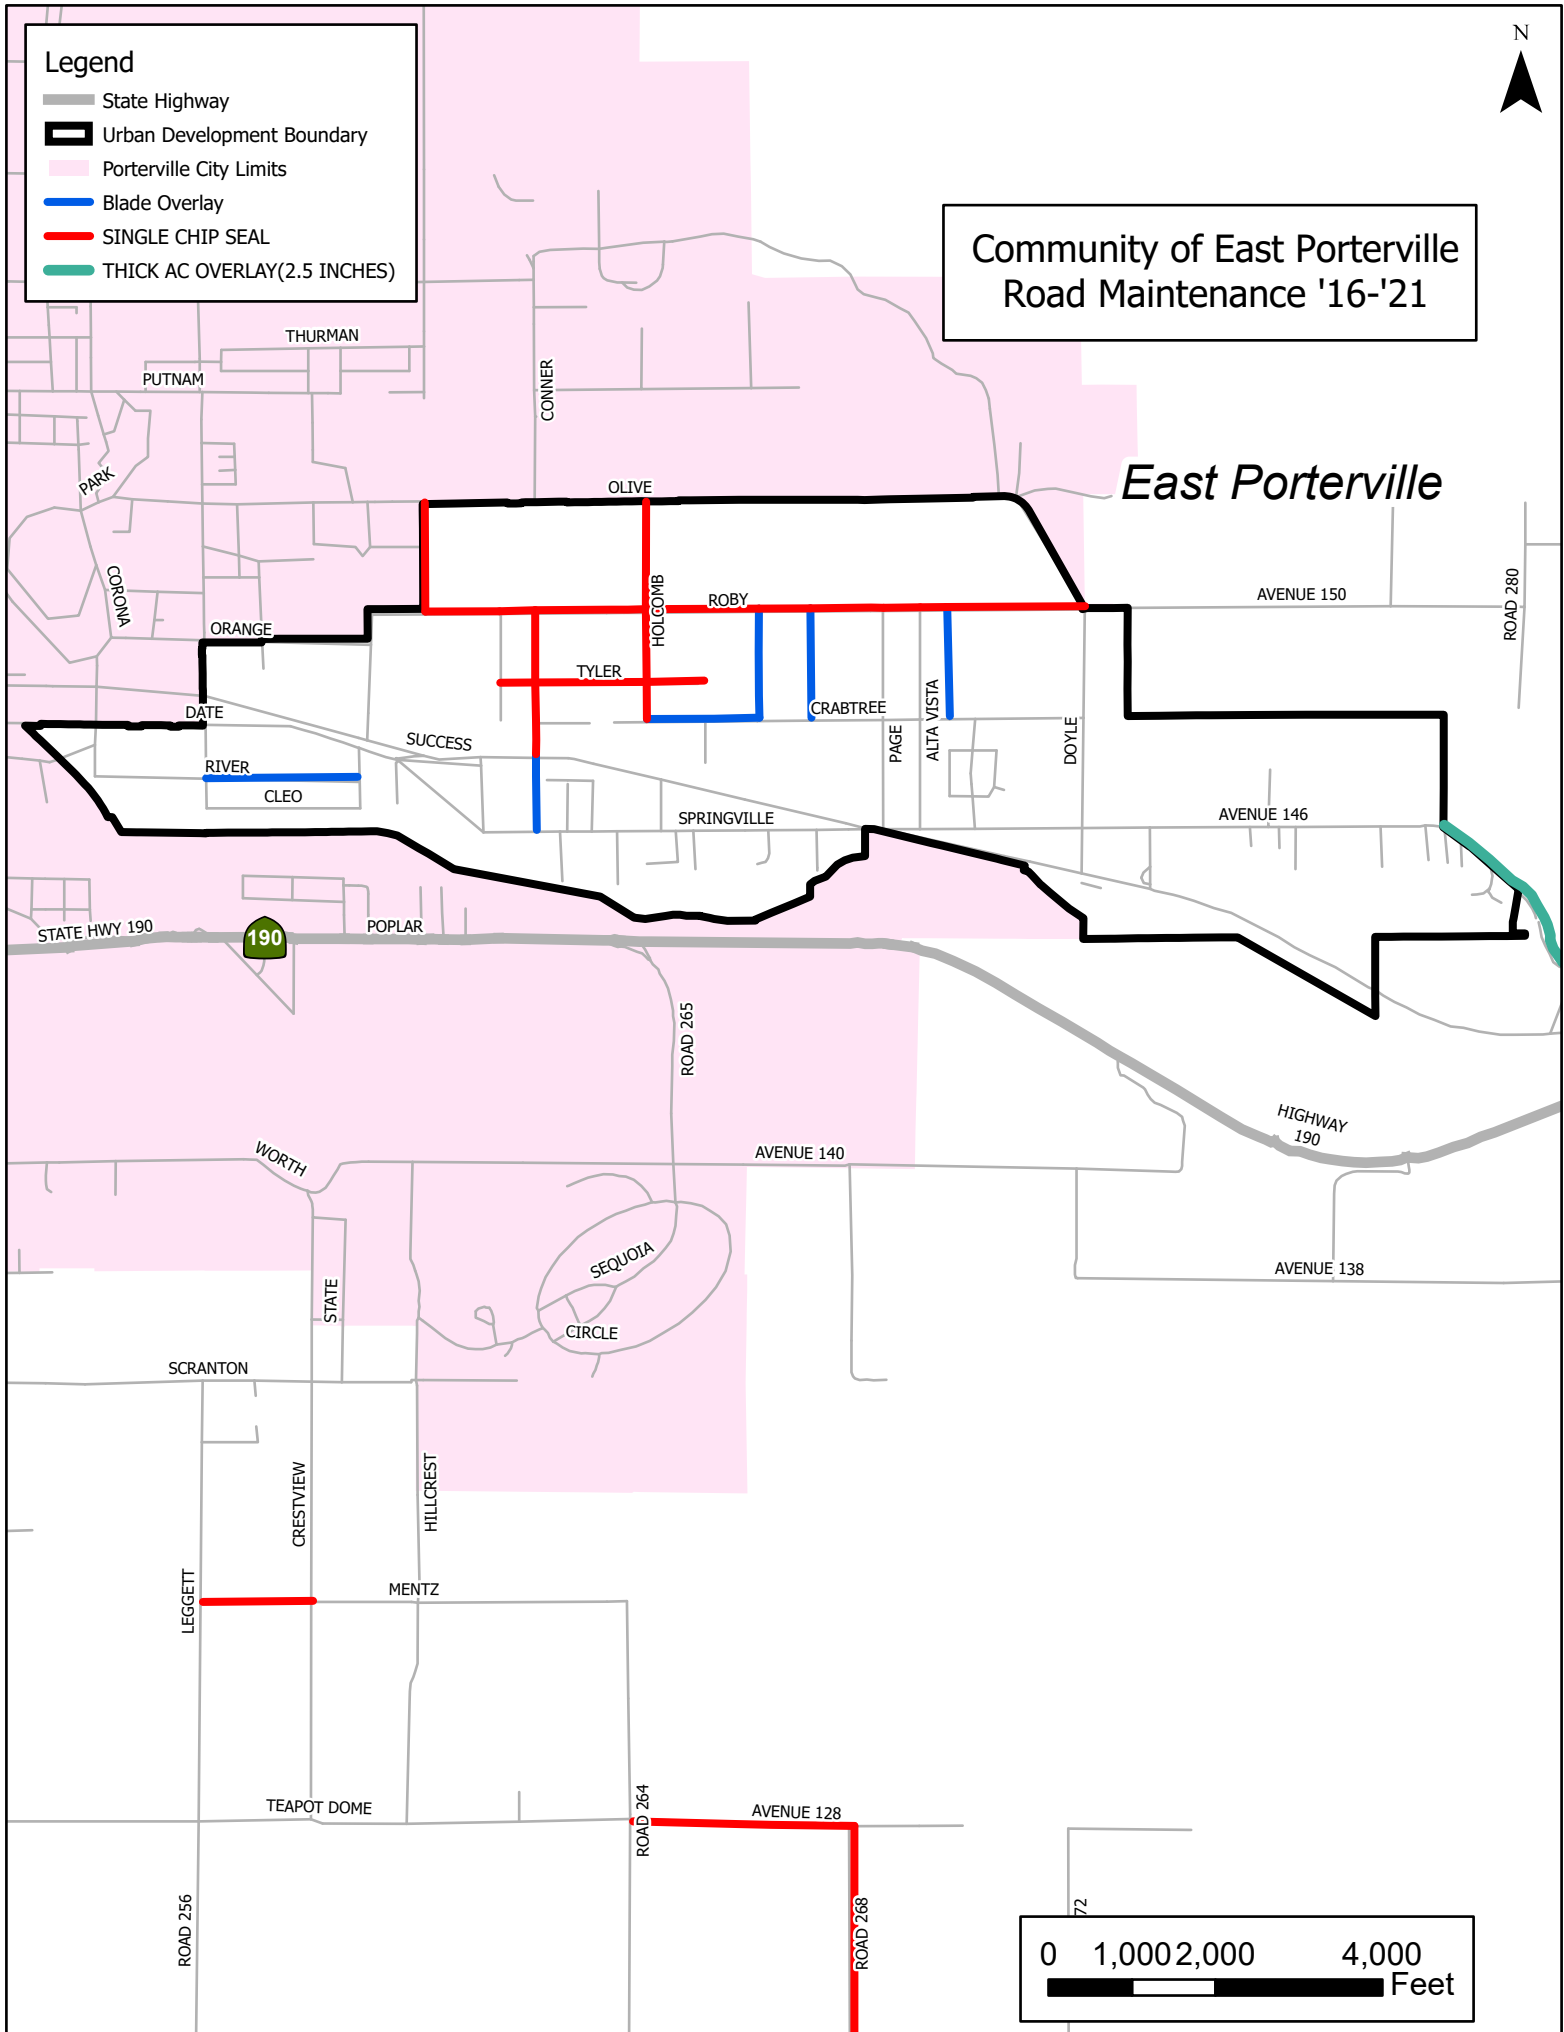 N
Legend
State Highway
Urban Development Boundary
Porterville City Limits
Blade Overlay
SINGLE CHIP SEAL
THICK AC OVERLAY(2.5 INCHES)
Community of East Porterville
Road Maintenance '16-'21
THURMAN
PUTNAM
CONNER
PARK
OLIVE
East Porterville
CORONA
HOLCOMB
ROBY
AVENUE 150
ROAD 280
ORANGE
TYLER
DATE
CRABTREE
PAGE
ALTA VISTA
DOYLE
SUCCESS
RIVER
CLEO
SPRINGVILLE
AVENUE 146
STATE HWY 190
190
POPLAR
ROAD 265
HIGHWAY
190
WORTH
AVENUE 140
SEQUOIA
AVENUE 138
STATE
CIRCLE
SCRANTON
CRESTVIEW
HILLCREST
LEGGETT
MENTZ
TEAPOT DOME
ROAD 264
AVENUE 128
ROAD 256
ROAD 268
72
0 1,000 2,000 4,000
Feet